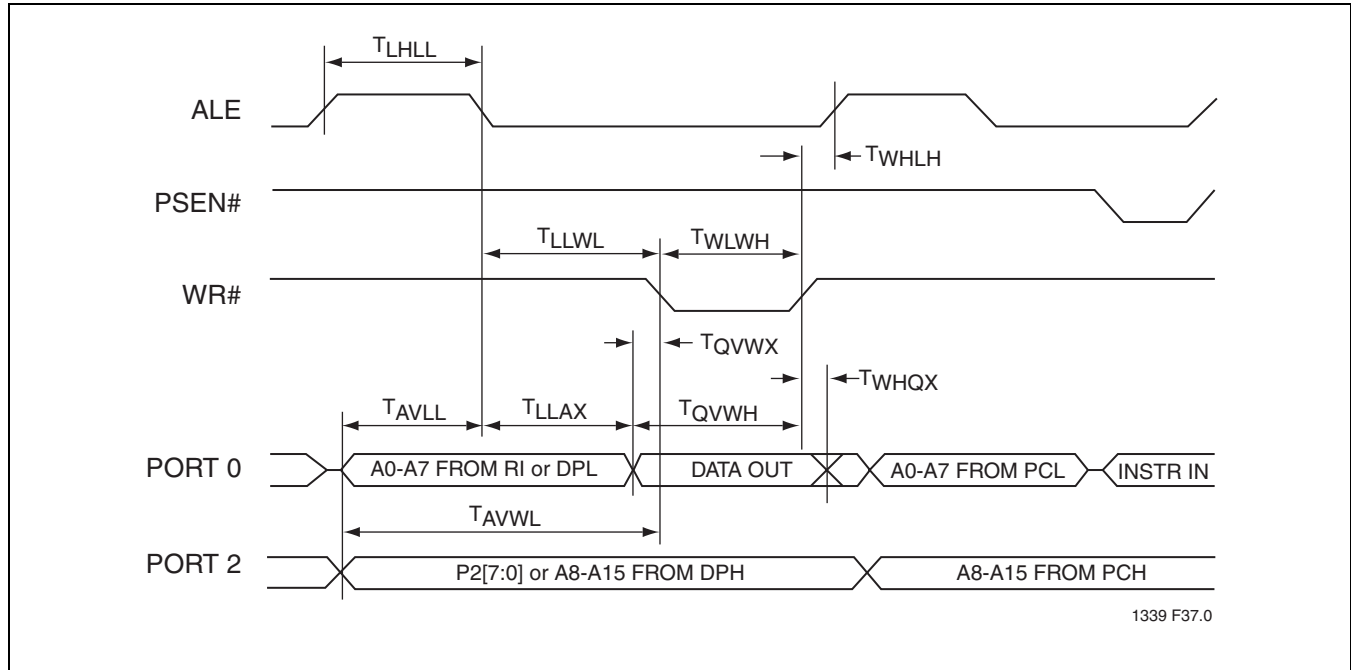 TLHLL
ALE
TWHLH
PSEN#
TLLWL TWLWH
WR#
TQVWX
TWHQX
TAVLL TLLAX TQVWH
PORT 0 A0-A7 FROM RI or DPL DATA OUT A0-A7 FROM PCL INSTR IN
TAVWL
PORT 2 P2[7:0] or A8-A15 FROM DPH A8-A15 FROM PCH
1339 F37.0